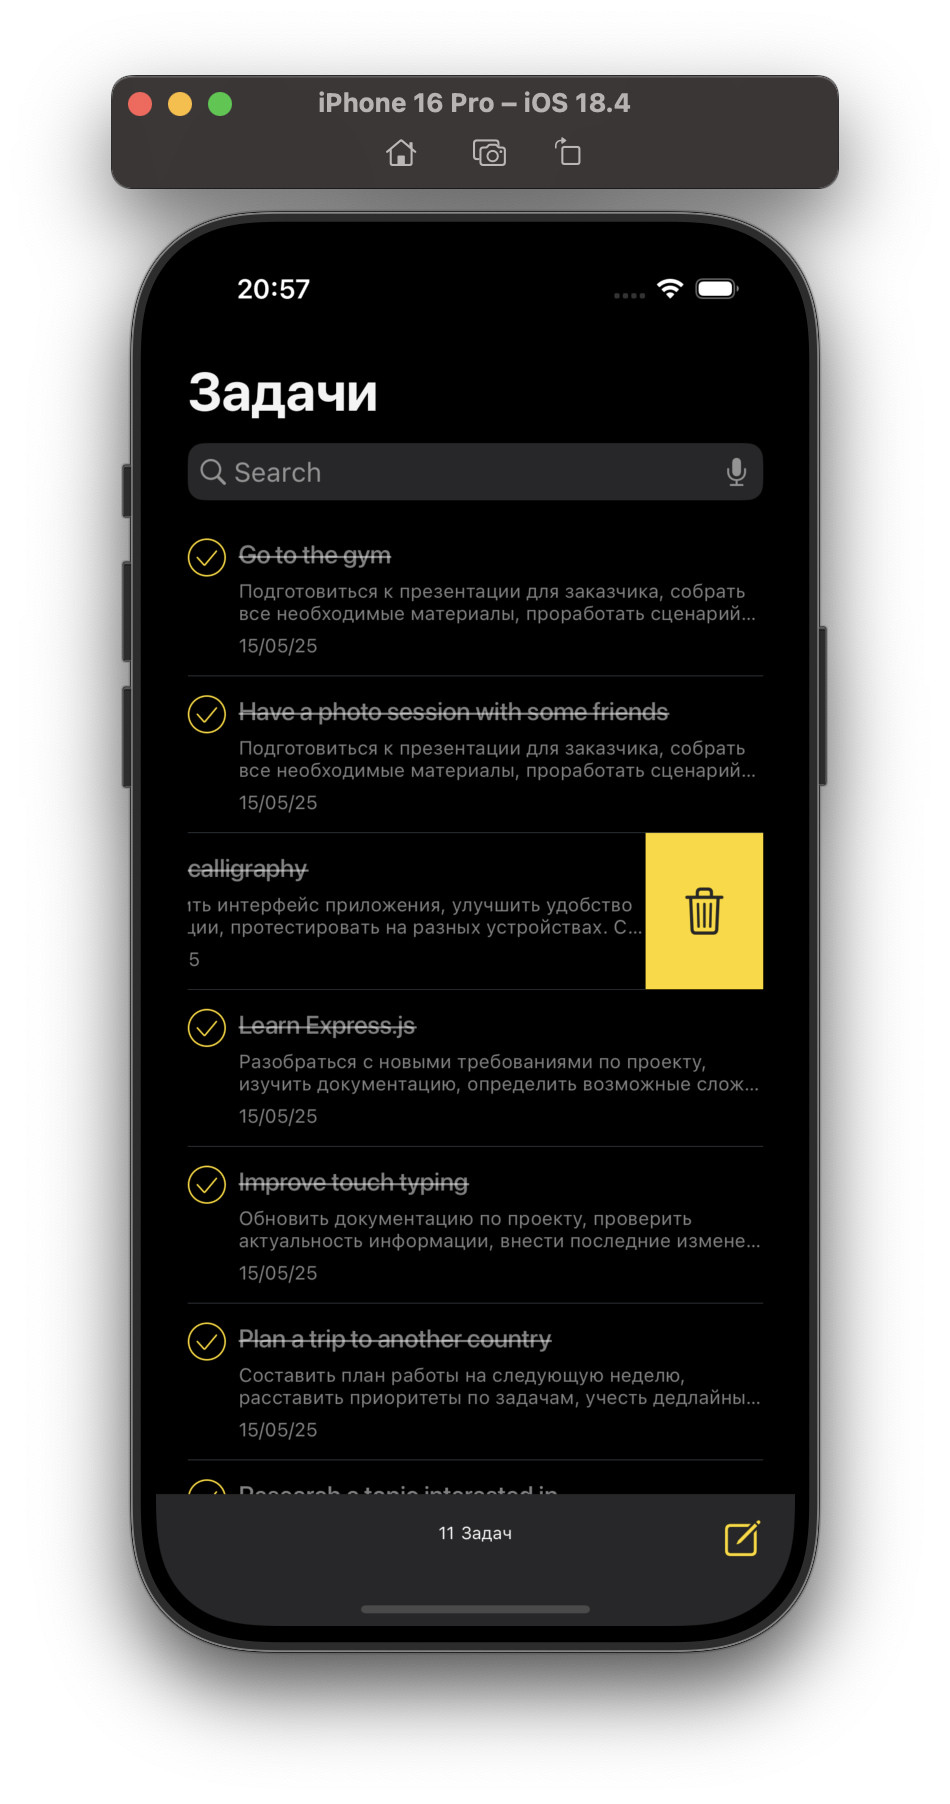 iPhone 16 Pro – iOS 18.4
20:57
Задачи
Search
Go to the gym
Подготовиться к презентации для заказчика, собрать
все необходимые материалы, проработать сценарий...
15/05/25
Have a photo session with some friends
Подготовиться к презентации для заказчика, собрать
все необходимые материалы, проработать сценарий...
15/05/25
calligraphy
ть интерфейс приложения, улучшить удобство
ции, протестировать на разных устройствах. С...
5
Learn Express.js
Разобраться с новыми требованиями по проекту,
изучить документацию, определить возможные слож...
15/05/25
Improve touch typing
Обновить документацию по проекту, проверить
актуальность информации, внести последние измене...
15/05/25
Plan a trip to another country
Составить план работы на следующую неделю,
расставить приоритеты по задачам, учесть дедлайны...
15/05/25
Research a topic interested in
11 Задач